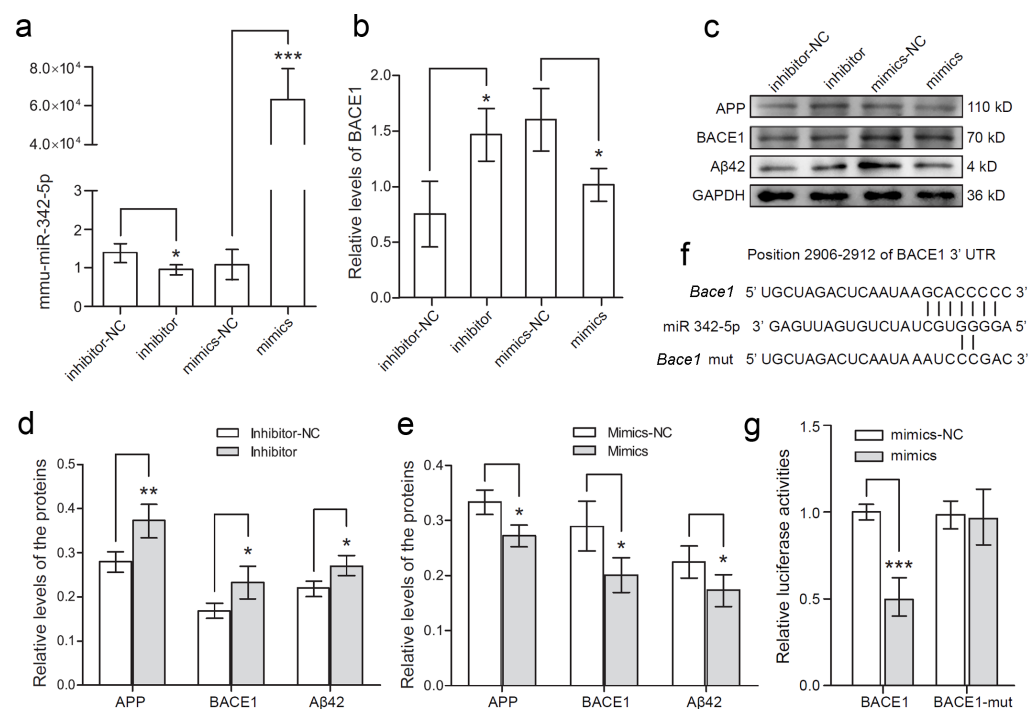 a
mmu-miR-342-5p
8.0×10⁴
6.0×10⁴
4.0×10⁴
3
2
1
0
***
*
inhibitor-NC
inhibitor
mimics-NC
mimics
b
Relative levels of BACE1
2.0
1.5
1.0
0.5
0.0
*
*
inhibitor-NC
inhibitor
mimics-NC
mimics
c
inhibitor-NC
inhibitor
mimics-NC
mimics
APP 110 kD
BACE1 70 kD
Aβ42 4 kD
GAPDH 36 kD
f
Position 2906-2912 of BACE1 3' UTR
Bace1 5' UGCUAGACUCAAUAAGCACCCCC 3'
miR 342-5p 3' GAGUUAGUGUCUAUCGUGGGGA 5'
Bace1 mut 5' UGCUAGACUCAAUAAAUCCCGAC 3'
d
Inhibitor-NC
Inhibitor
Relative levels of the proteins
0.5
0.4
0.3
0.2
0.1
0.0
**
*
*
APP BACE1 Aβ42
e
Mimics-NC
Mimics
Relative levels of the proteins
0.4
0.3
0.2
0.1
0.0
*
*
*
APP BACE1 Aβ42
g
mimics-NC
mimics
Relative luciferase activities
1.5
1.0
0.5
0.0
***
BACE1 BACE1-mut